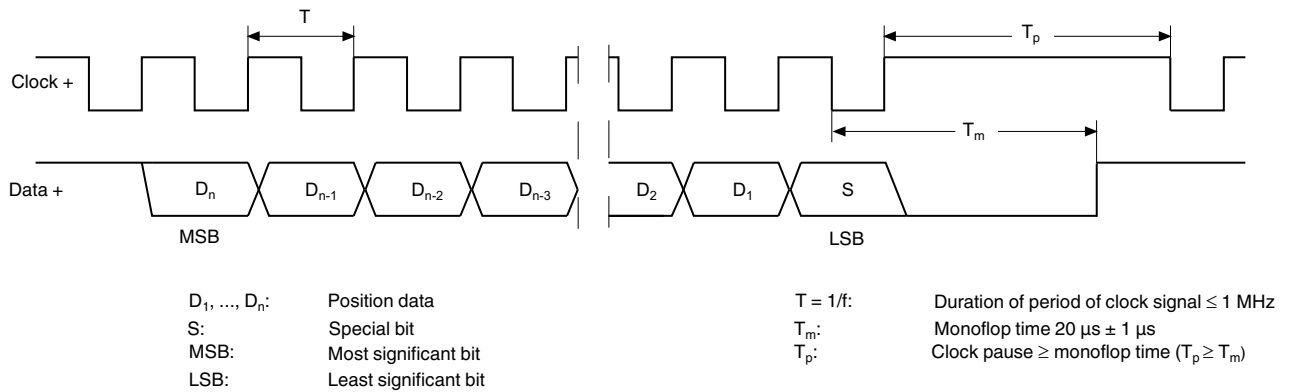 T
Tₚ
Clock +
Tₘ
Data +
Dₙ
Dₙ₋₁
Dₙ₋₂
Dₙ₋₃
D₂
D₁
S
MSB
LSB
D₁, ..., Dₙ: Position data
S: Special bit
MSB: Most significant bit
LSB: Least significant bit
T = 1/f: Duration of period of clock signal ≤ 1 MHz
Tₘ: Monoflop time 20 µs ± 1 µs
Tₚ: Clock pause ≥ monoflop time (Tₚ ≥ Tₘ)